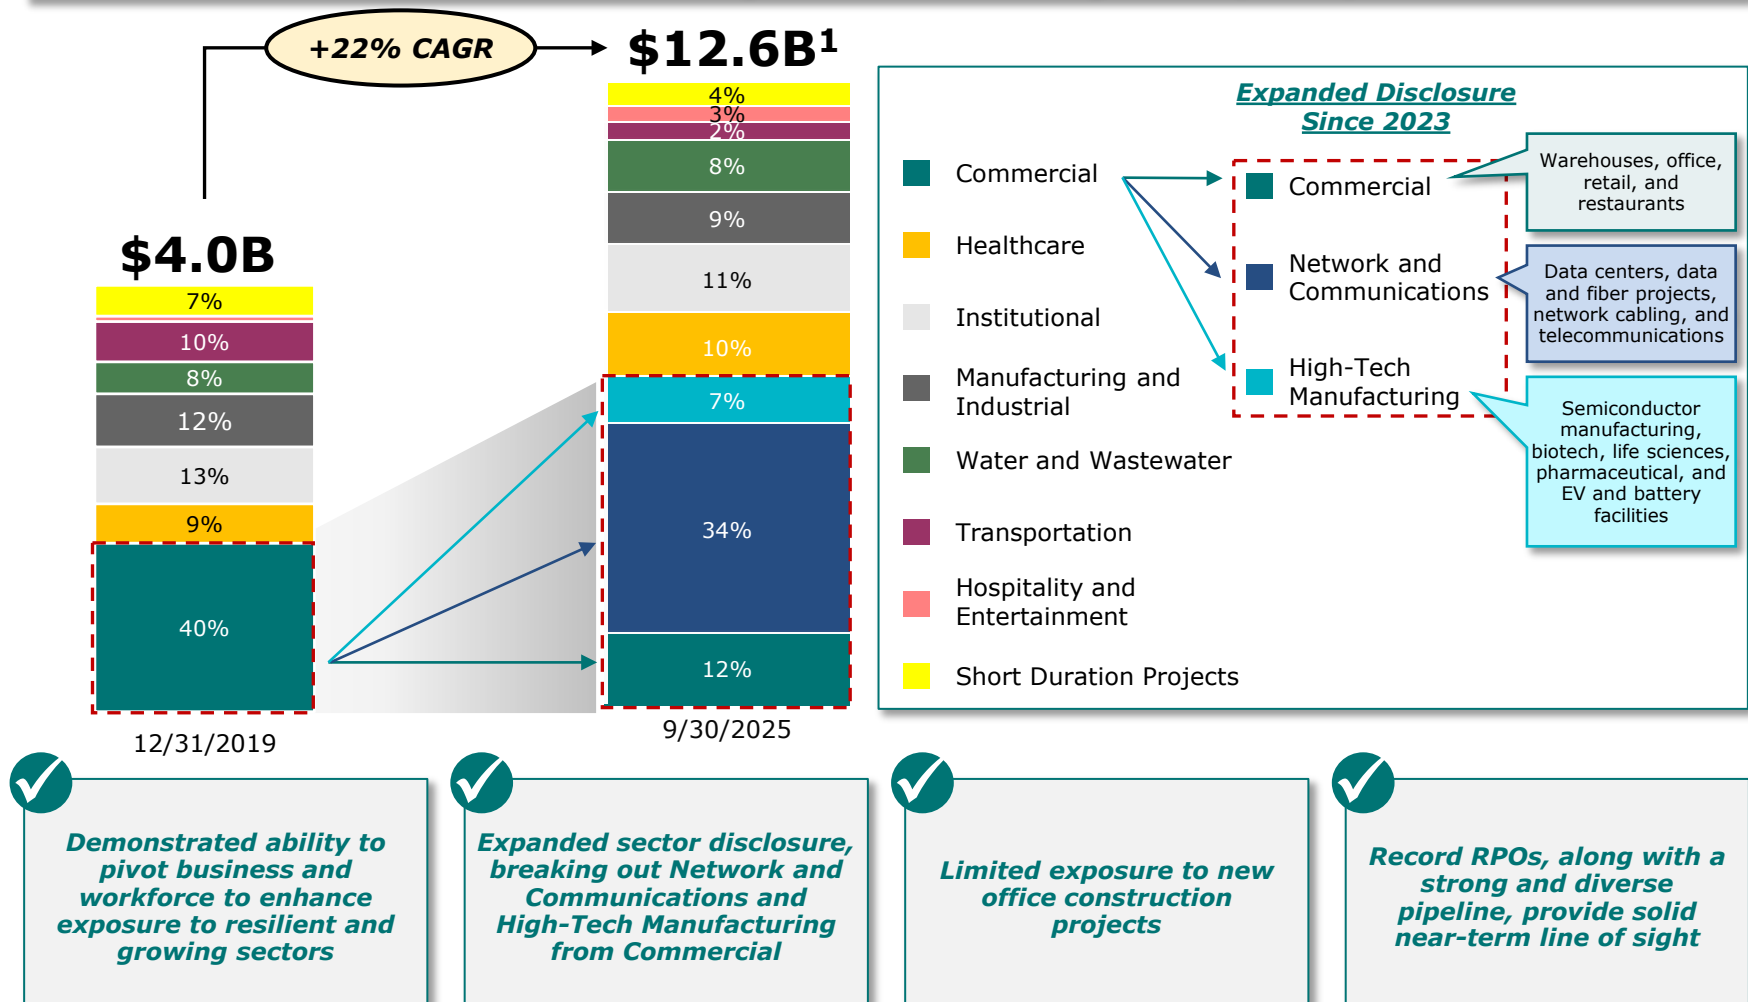 +22% CAGR
$12.6B¹
$4.0B
7%
10%
8%
12%
13%
9%
40%
12/31/2019
4%
3%
2%
8%
9%
11%
10%
7%
34%
12%
9/30/2025
Expanded Disclosure
Since 2023
Commercial
Healthcare
Institutional
Manufacturing and
Industrial
Water and Wastewater
Transportation
Hospitality and
Entertainment
Short Duration Projects
Commercial
Network and
Communications
High-Tech
Manufacturing
Warehouses, office,
retail, and
restaurants
Data centers, data
and fiber projects,
network cabling, and
telecommunications
Semiconductor
manufacturing,
biotech, life sciences,
pharmaceutical, and
EV and battery
facilities
Demonstrated ability to
pivot business and
workforce to enhance
exposure to resilient and
growing sectors
Expanded sector disclosure,
breaking out Network and
Communications and
High-Tech Manufacturing
from Commercial
Limited exposure to new
office construction
projects
Record RPOs, along with a
strong and diverse
pipeline, provide solid
near-term line of sight